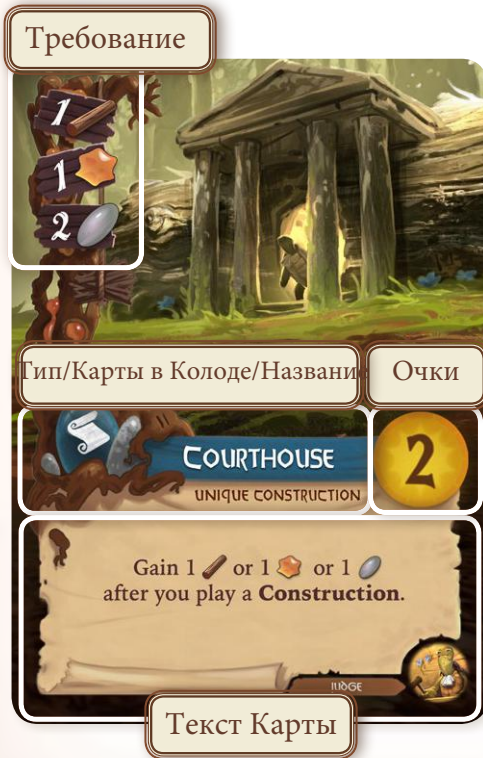 Требование
1
1
2
Тип/Карты в Колоде/Название
Очки
COURTHOUSE
UNIQUE CONSTRUCTION
2
Gain 1 or 1 or 1
after you play a Construction.
JUDGE
Текст Карты